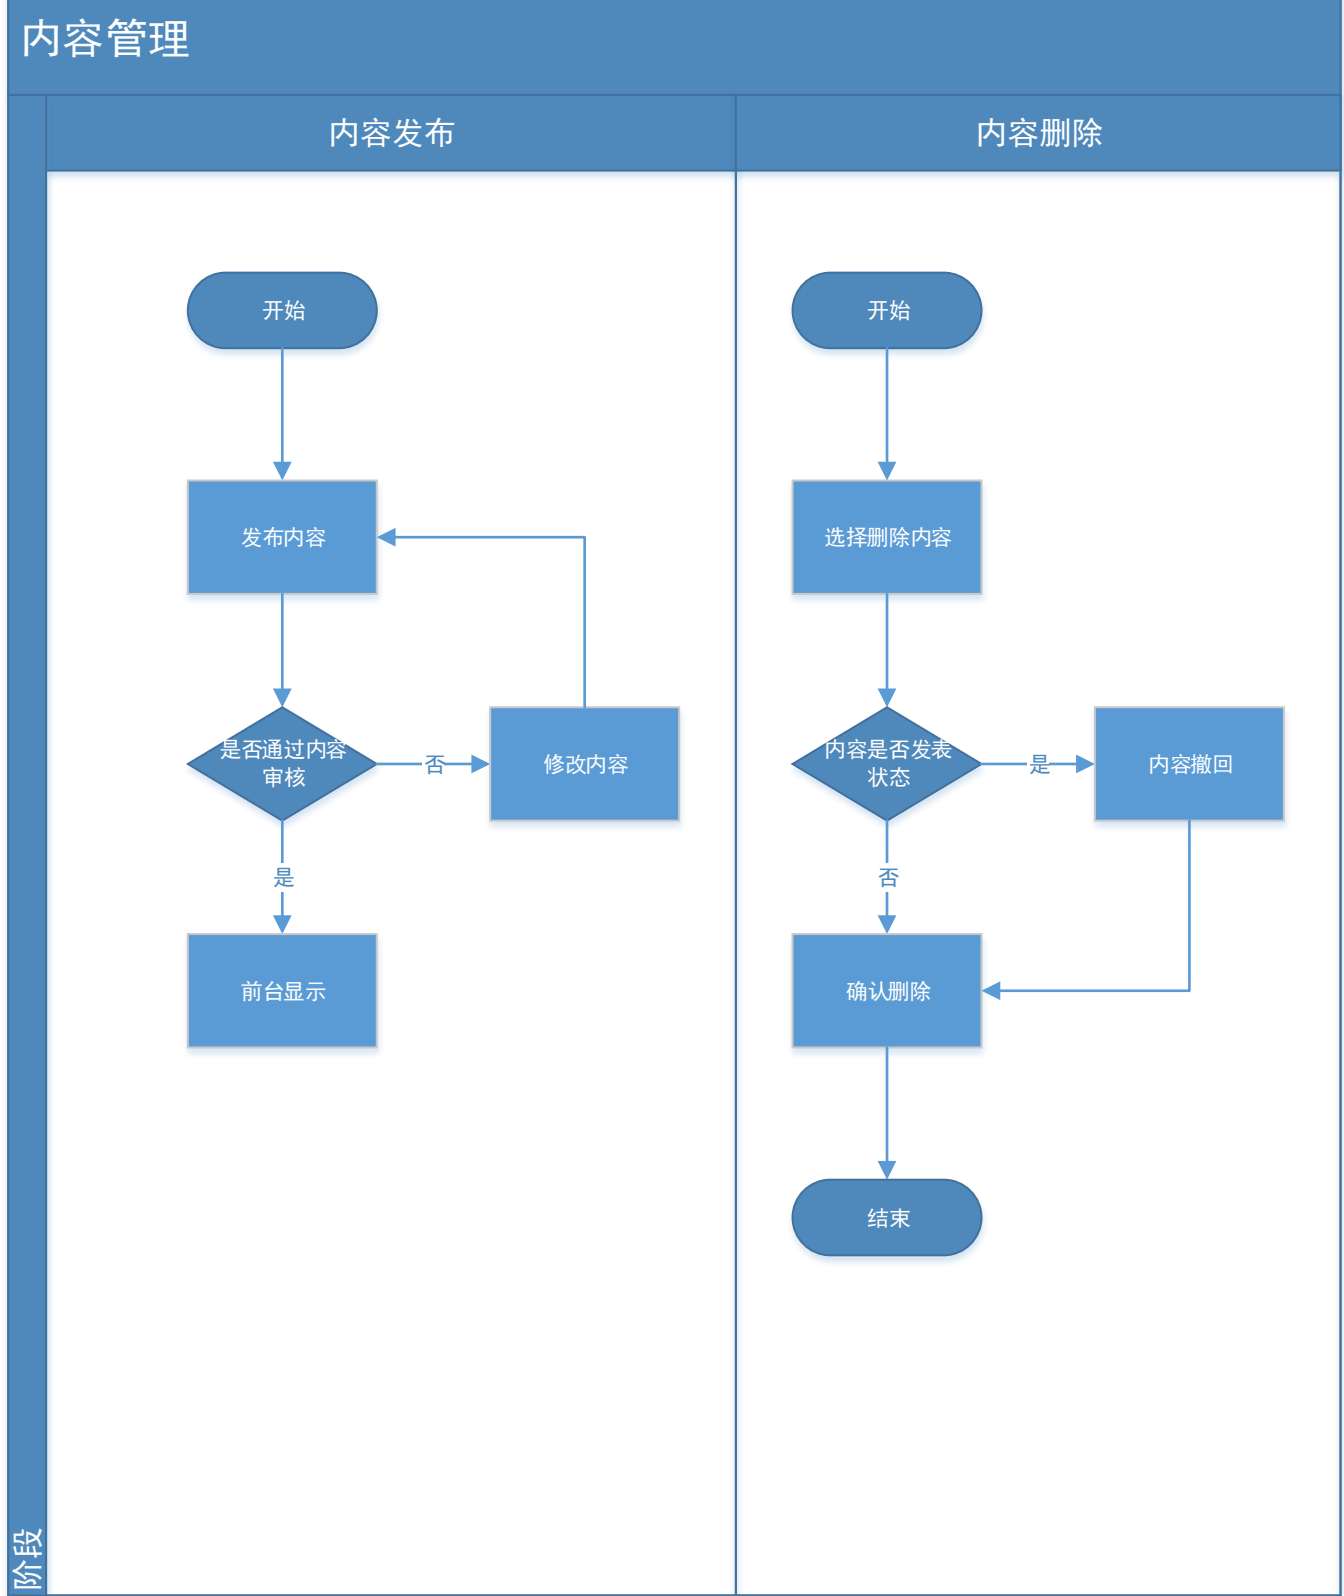 内容管理
内容发布
内容删除
开始
开始
发布内容
选择删除内容
是否通过内容
审核
否
修改内容
内容是否发表
状态
是
内容撤回
是
否
前台显示
确认删除
结束
阶段